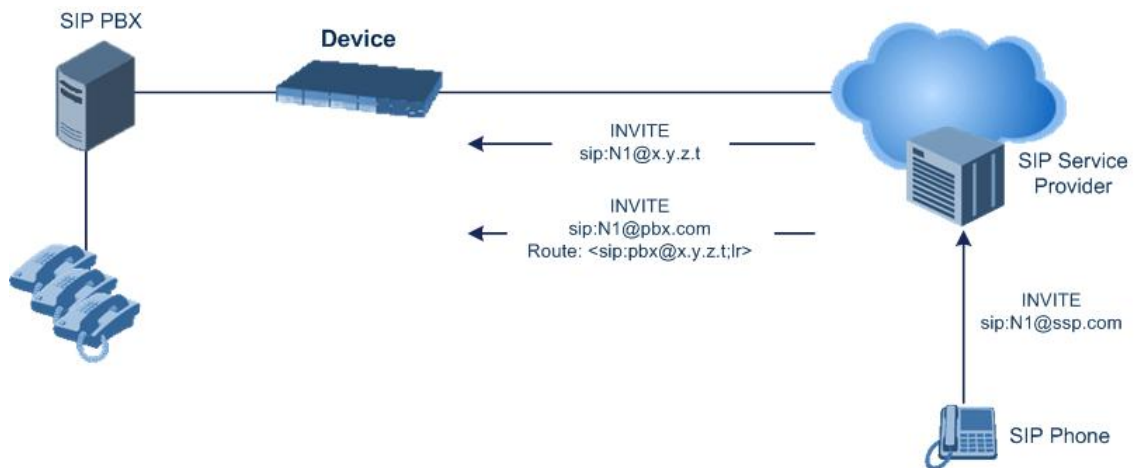 SIP PBX
Device
INVITE
sip:N1@x.y.z.t
SIP Service
Provider
INVITE
sip:N1@pbx.com
Route: <sip:pbx@x.y.z.t;lr>
INVITE
sip:N1@ssp.com
SIP Phone